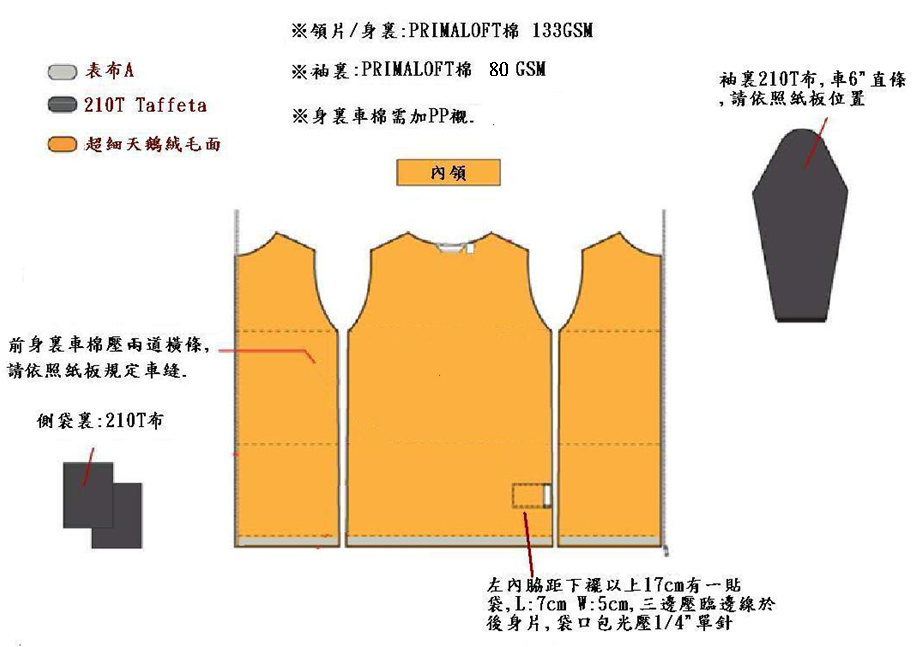 ※領片/身裏:PRIMALOFT棉 133GSM
※袖裏:PRIMALOFT棉 80 GSM
※身裏車棉需加PP襯.
表布A
210T Taffeta
超細天鵝絨毛面
內領
袖裏210T布,車6"直條
,請依照紙板位置
前身裏車棉壓兩道橫條,
請依照紙板規定車縫.
側袋裏:210T布
左內脇距下襬以上17cm有一貼
袋,L:7cm W:5cm,三邊壓臨邊線於
後身片,袋口包光壓1/4"單針